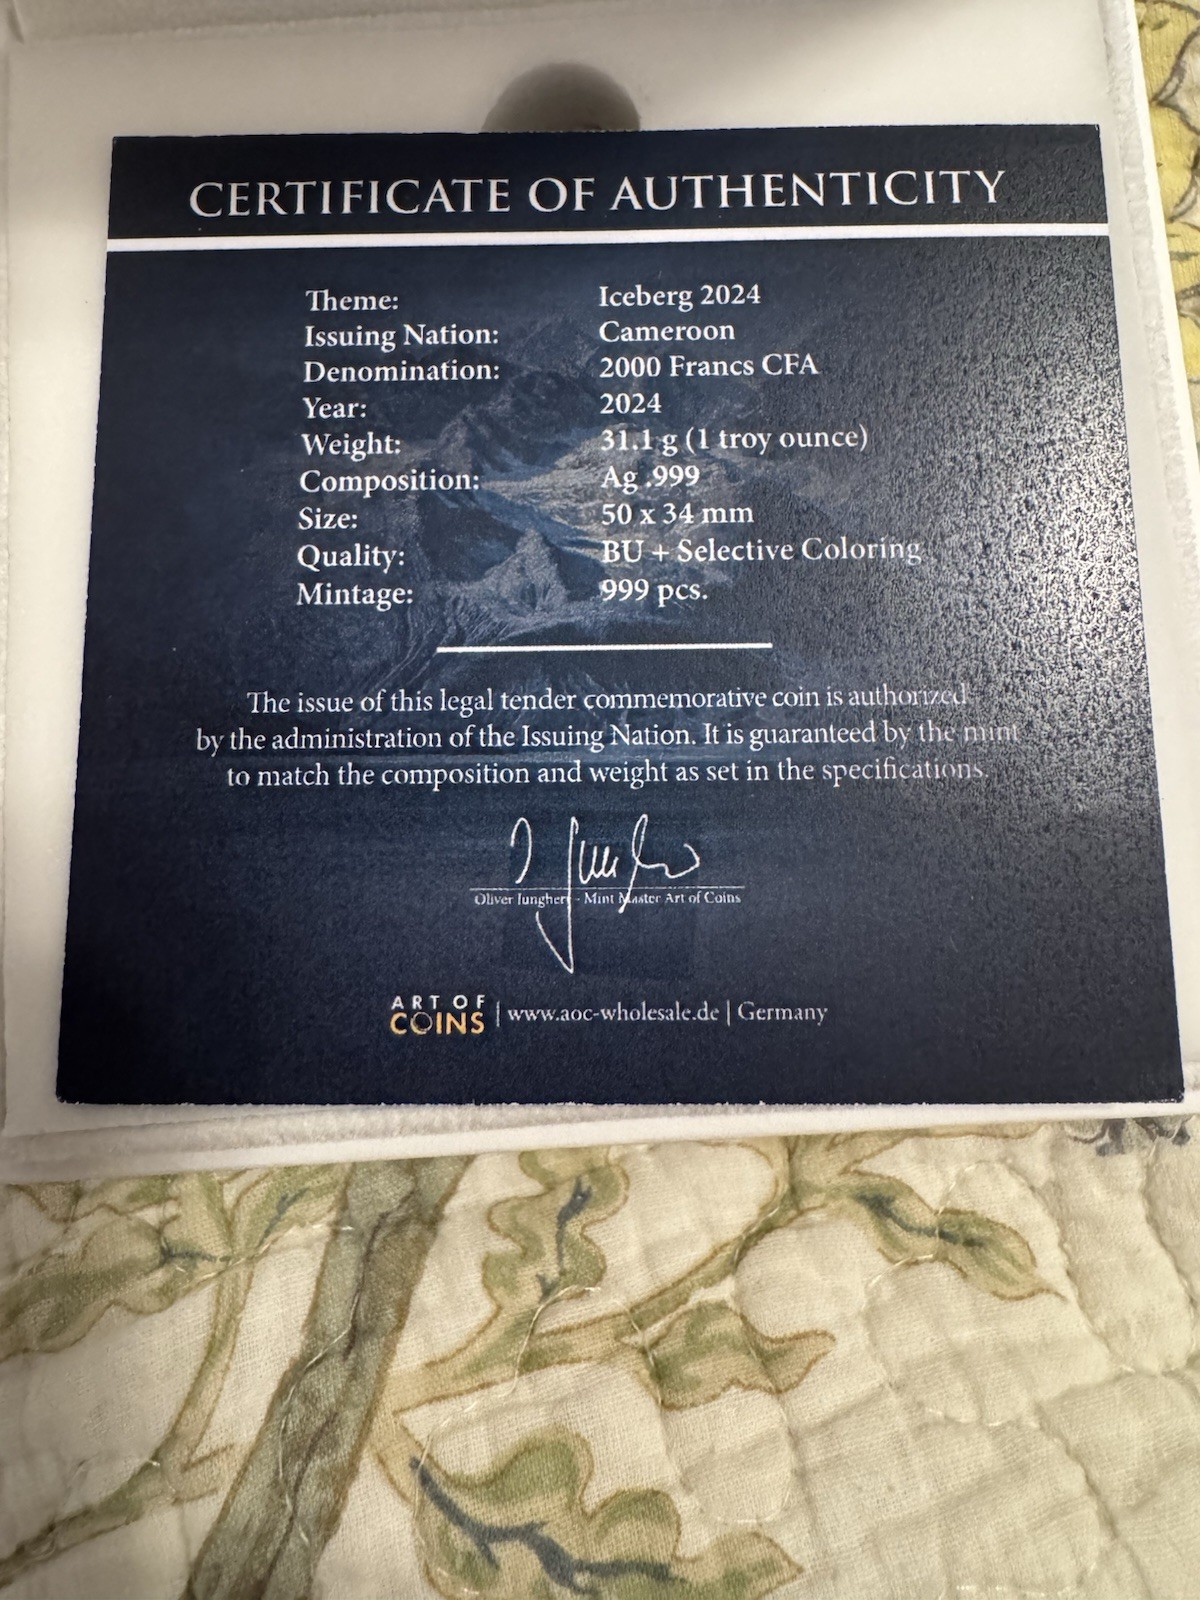 CERTIFICATE OF AUTHENTICITY
Theme: Iceberg 2024
Issuing Nation: Cameroon
Denomination: 2000 Francs CFA
Year: 2024
Weight: 31.1 g (1 troy ounce)
Composition: Ag .999
Size: 50 x 34 mm
Quality: BU + Selective Coloring
Mintage: 999 pcs.
The issue of this legal tender commemorative coin is authorized
by the administration of the Issuing Nation. It is guaranteed by the mint
to match the composition and weight as set in the specifications.
Oliver - Mint Master Art of Coins
ART OF
COINS | www.aoc-wholesale.de | Germany